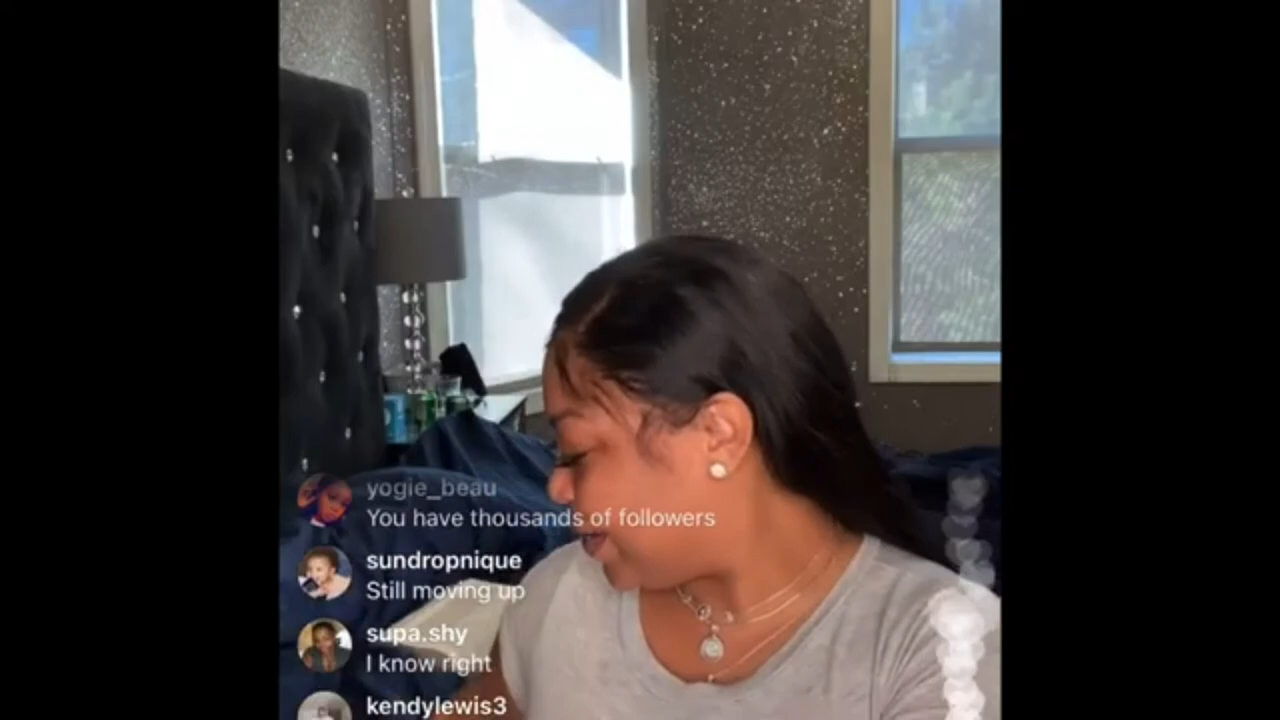 yogie_beau
You have thousands of followers
sundropnique
Still moving up
supa.shy
I know right
kendylewis3